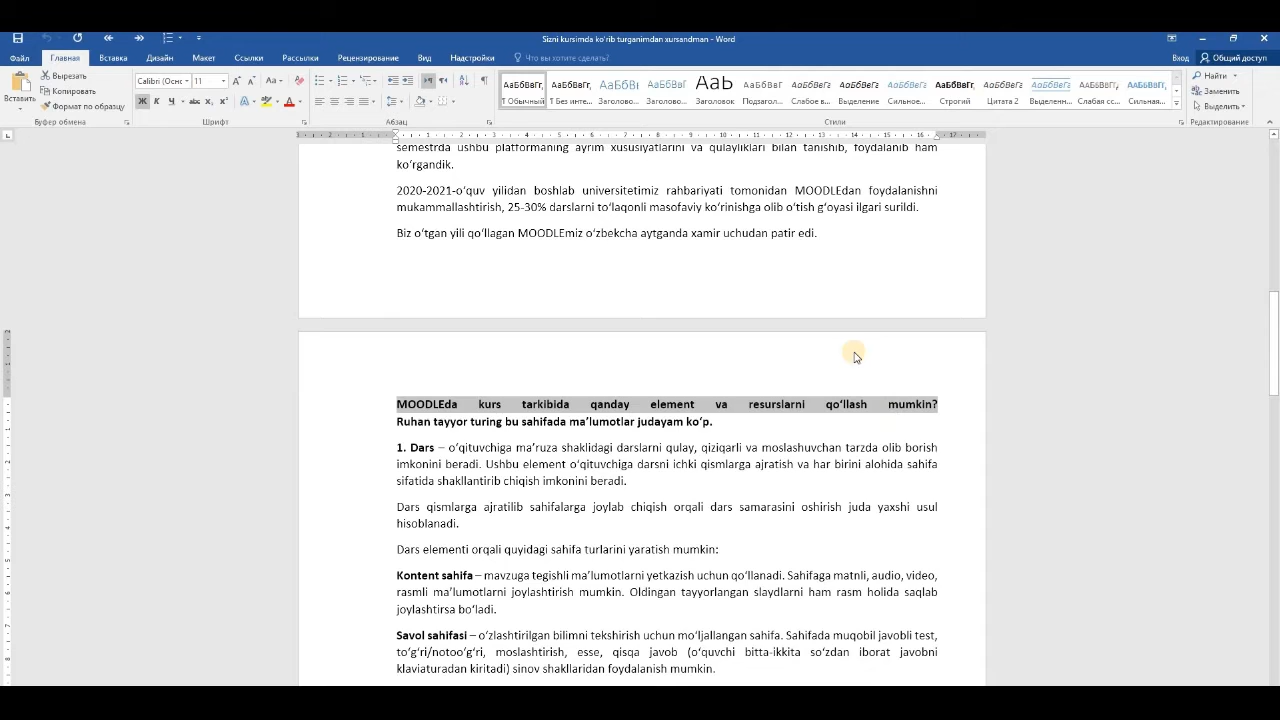 Sizni kursimda ko'rib turganimdan xursandman - Word
Файл Главная Вставка Дизайн Макет Ссылки Рассылки Рецензирование Вид Надстройки Что вы хотите сделать? Вход Общий доступ
Вставить
Вырезать
Копировать
Формат по образцу
Calibri (Оснс 11
Ж К Ч abc X₂ X²
Буфер обмена Шрифт Абзац Стили Редактирование
АаБбВвГг, АаБбВвГг, АаБбВі АаБбВвГ АаЬ АаБбВвГ АаБбВвГг АаБбВвГг АаБбВвГг АаБбВвГг, АаБбВвГг АаБбВвГг АаБбВвГг, АаБбВвГг,
¶ Обычный ¶ Без инте... Заголово... Заголово... Заголовок Подзагол... Слабое в... Выделение Сильное... Строгий Цитата 2 Выделенн... Слабая сс... Сильная...
Найти
Заменить
Выделить
semestrda ushbu platformaning ayrim xususiyatlarini va qulayliklari bilan tanishib, foydalanib ham
ko‘rgandik.
2020-2021-o‘quv yilidan boshlab universitetimiz rahbariyati tomonidan MOODLEdan foydalanishni
mukammallashtirish, 25-30% darslarni to‘laqonli masofaviy ko‘rinishga olib o‘tish g‘oyasi ilgari surildi.
Biz o‘tgan yili qo‘llagan MOODLEmiz o‘zbekcha aytganda xamir uchudan patir edi.
MOODLEda kurs tarkibida qanday element va resurslarni qo‘llash mumkin?
Ruhan tayyor turing bu sahifada ma’lumotlar judayam ko‘p.
1. Dars – o‘qituvchiga ma’ruza shaklidagi darslarni qulay, qiziqarli va moslashuvchan tarzda olib borish
imkonini beradi. Ushbu element o‘qituvchiga darsni ichki qismlarga ajratish va har birini alohida sahifa
sifatida shakllantirib chiqish imkonini beradi.
Dars qismlarga ajratilib sahifalarga joylab chiqish orqali dars samarasini oshirish juda yaxshi usul
hisoblanadi.
Dars elementi orqali quyidagi sahifa turlarini yaratish mumkin:
Kontent sahifa – mavzuga tegishli ma’lumotlarni yetkazish uchun qo‘llanadi. Sahifaga matnli, audio, video,
rasmli ma’lumotlarni joylashtirish mumkin. Oldingan tayyorlangan slaydlarni ham rasm holida saqlab
joylashtirsa bo‘ladi.
Savol sahifasi – o‘zlashtirilgan bilimni tekshirish uchun mo‘ljallangan sahifa. Sahifada muqobil javobli test,
to‘g‘ri/notoo‘g‘ri, moslashtirish, esse, qisqa javob (o‘quvchi bitta-ikkita so‘zdan iborat javobni
klaviaturadan kiritadi) sinov shakllaridan foydalanish mumkin.